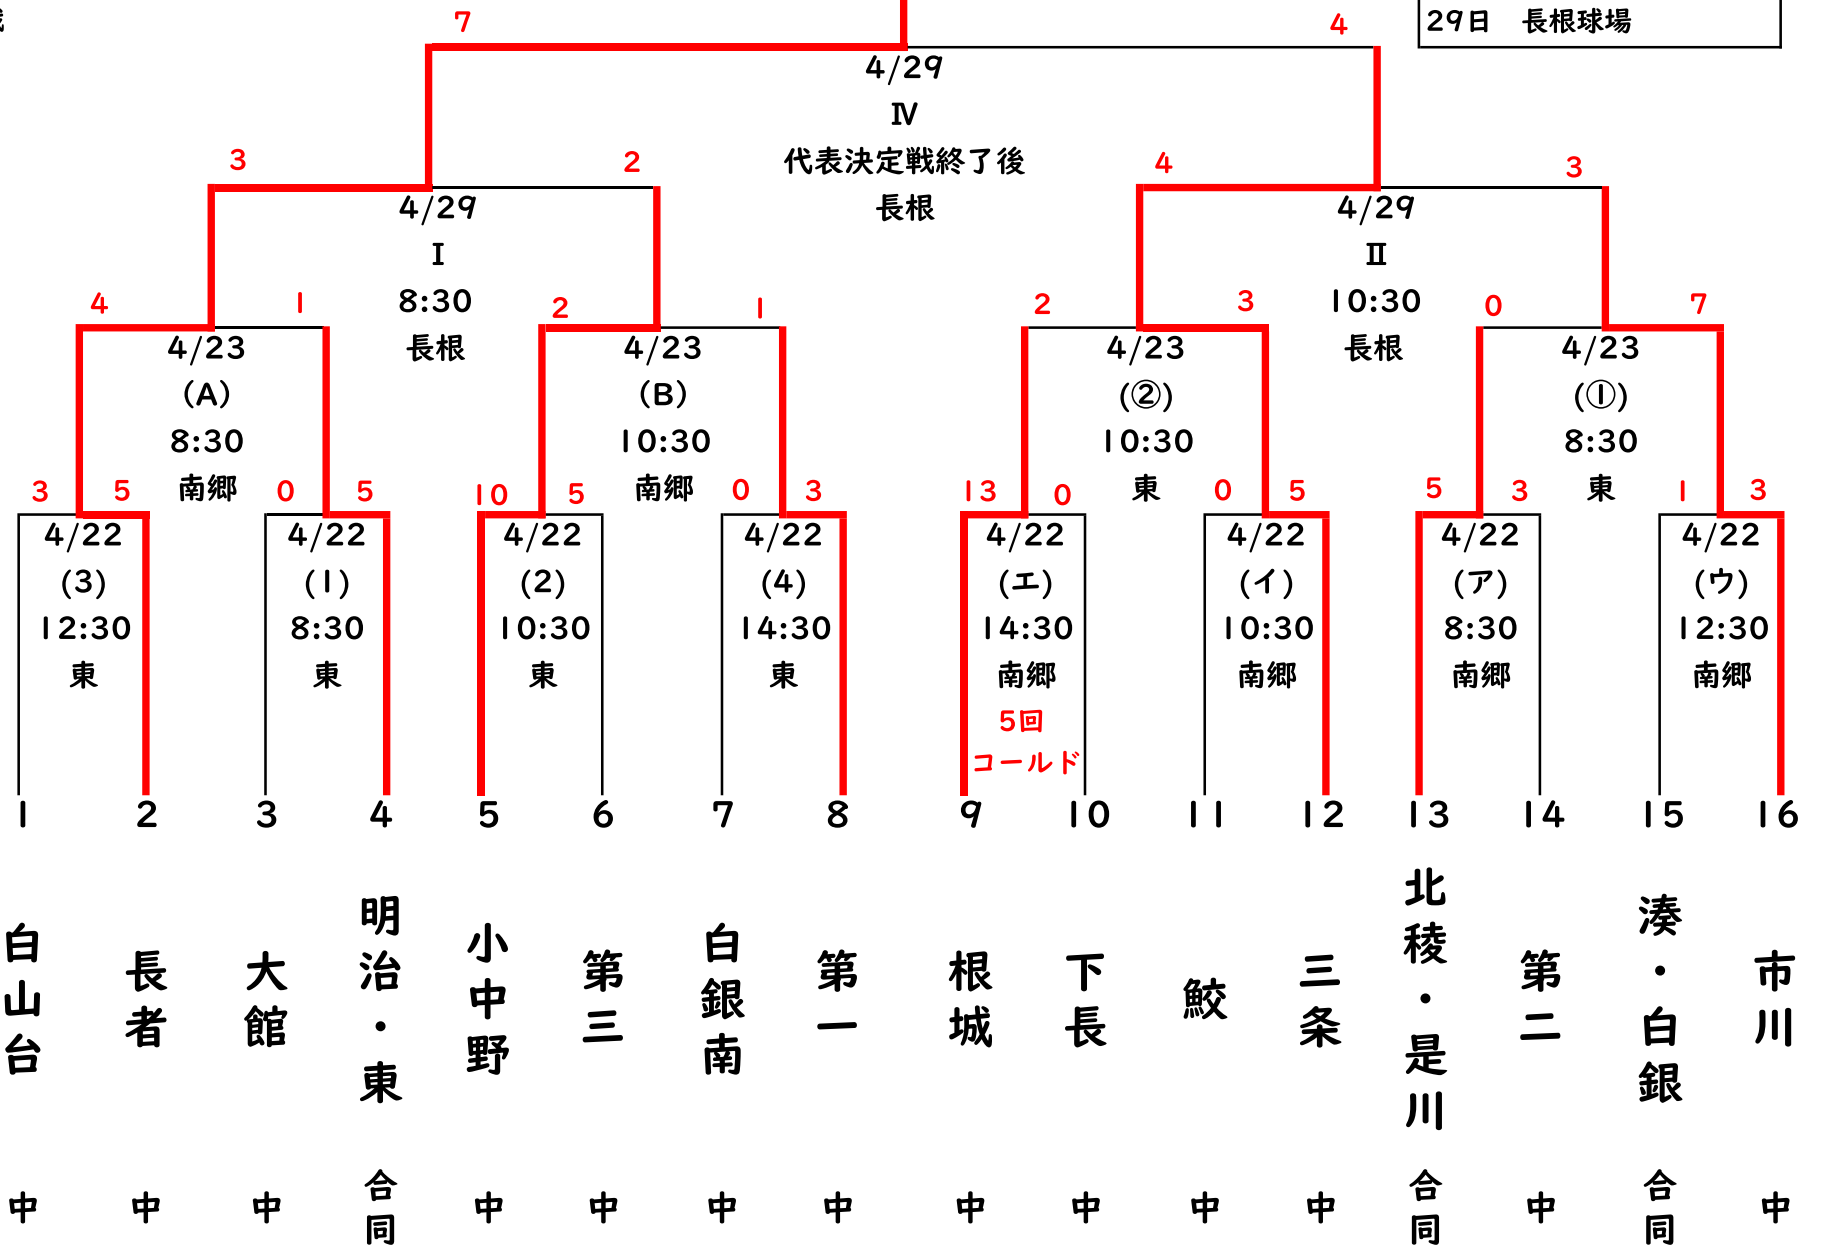 7
4
29日　長根球場
4/29
Ⅳ
代表決定戦終了後
長根
3
2
4
3
4/29
Ⅰ
8:30
長根
4/29
Ⅱ
10:30
長根
4
1
2
1
2
3
0
7
4/23
(A)
8:30
南郷
4/23
(B)
10:30
南郷
4/23
(②)
10:30
東
4/23
(①)
8:30
東
3
5
0
5
10
5
0
3
13
0
0
5
5
3
1
3
4/22
(3)
12:30
東
4/22
(1)
8:30
東
4/22
(2)
10:30
東
4/22
(4)
14:30
東
4/22
(エ)
14:30
南郷
5回
コールド
4/22
(イ)
10:30
南郷
4/22
(ア)
8:30
南郷
4/22
(ウ)
12:30
南郷
1
2
3
4
5
6
7
8
9
10
11
12
13
14
15
16
白山台
長者
大館
明治・東
小中野
第三
白銀南
第一
根城
下長
鮫
三条
北稜・是川
第二
湊・白銀
市川
中
中
中
合同
中
中
中
中
中
中
中
中
合同
中
合同
中